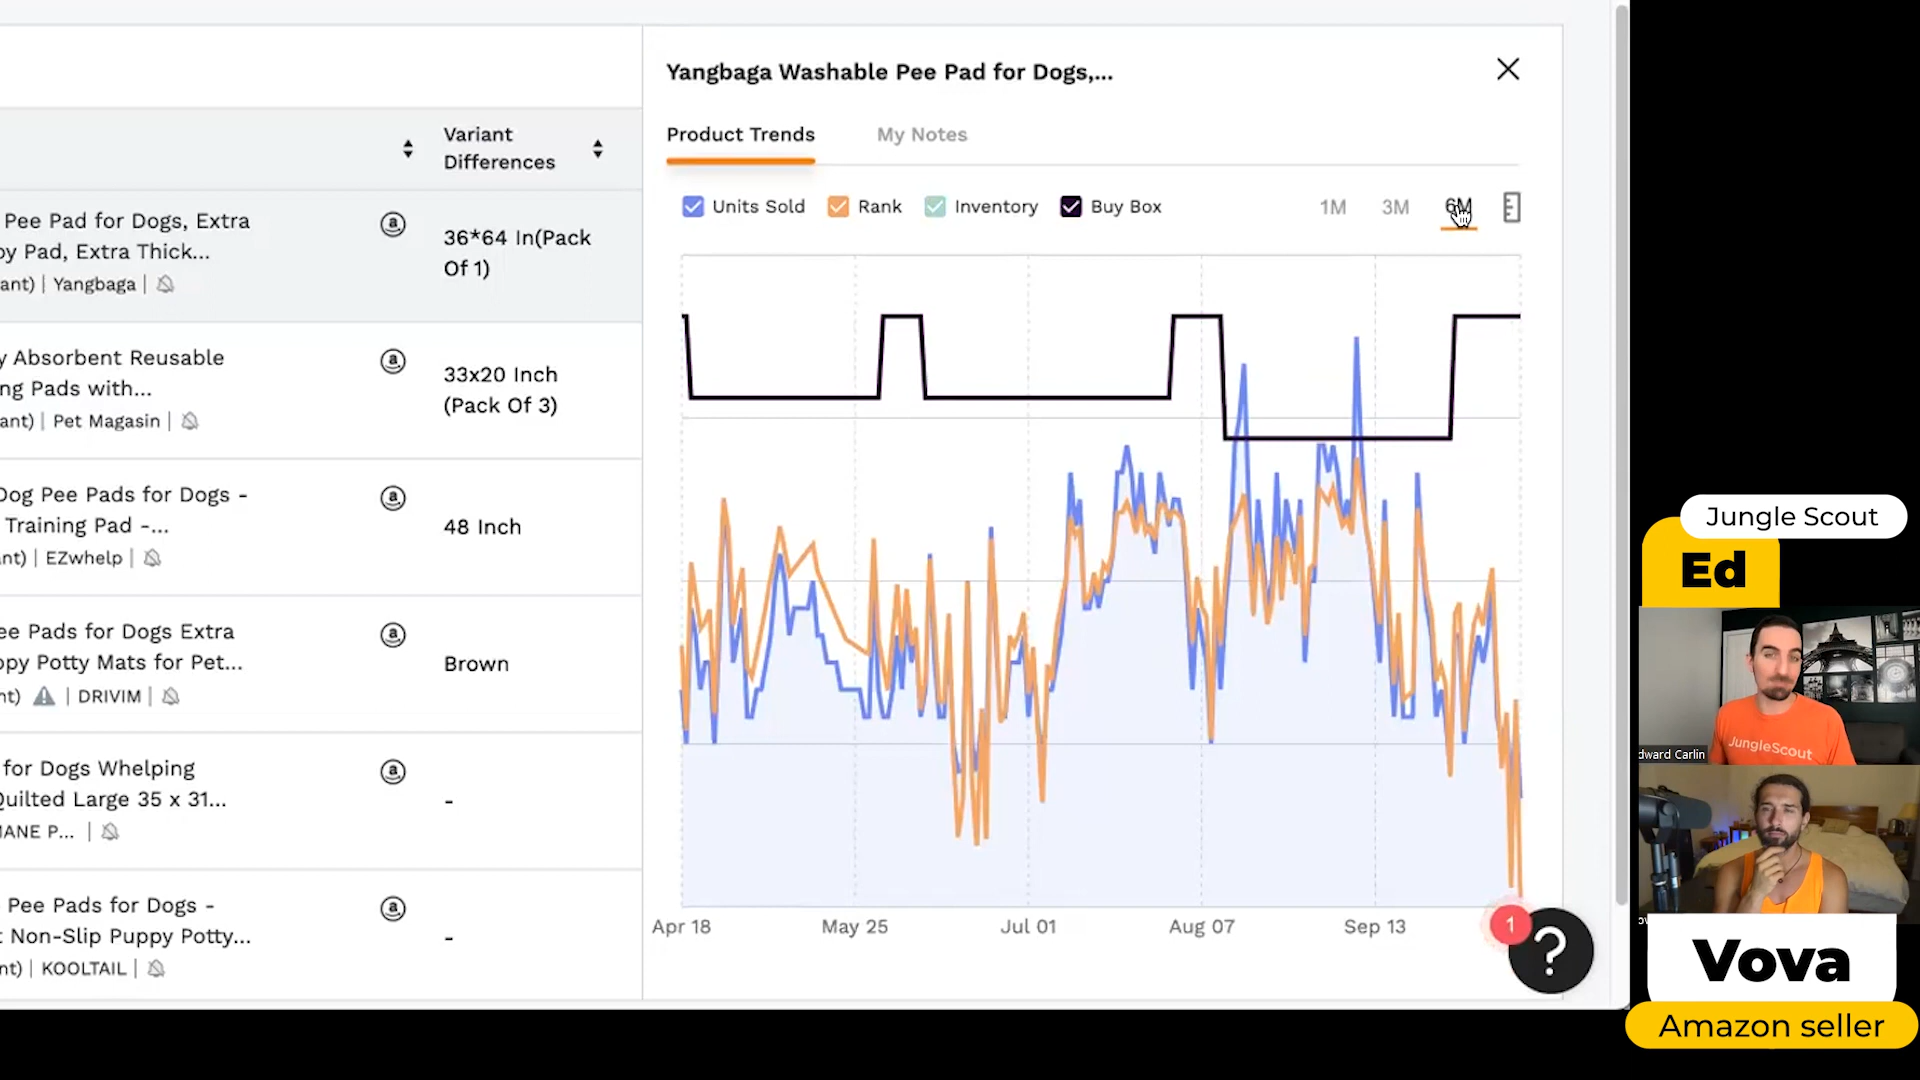 Yangbaga Washable Pee Pad for Dogs,...
Product Trends
My Notes
Units Sold
Rank
Inventory
Buy Box
1M
3M
6M
Variant
Differences
Pee Pad for Dogs, Extra
Pad, Extra Thick...
ant) | Yangbaga |
36*64 In(Pack
Of 1)
y Absorbent Reusable
ng Pads with...
ant) | Pet Magasin |
33x20 Inch
(Pack Of 3)
Dog Pee Pads for Dogs -
Training Pad -...
nt) | EZwhelp |
48 Inch
ee Pads for Dogs Extra
ppy Potty Mats for Pet...
nt) | DRIVIM |
Brown
for Dogs Whelping
Quilted Large 35 x 31...
MANE P... |
-
Pee Pads for Dogs -
t Non-Slip Puppy Potty...
nt) | KOOLTAIL |
-
Apr 18
May 25
Jul 01
Aug 07
Sep 13
1
?
Jungle Scout
Ed
JungleScout
dward Carlin
Vova
Amazon seller